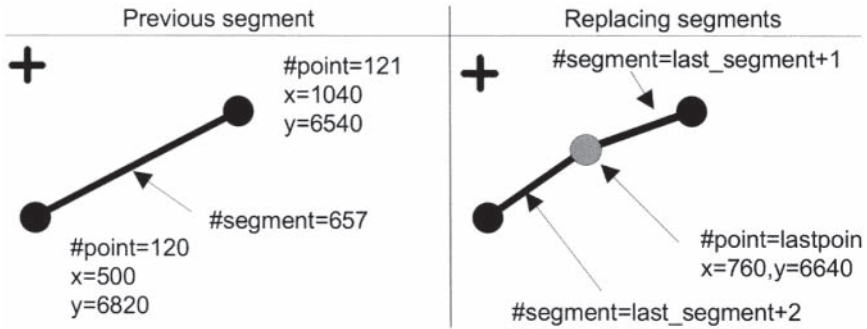 Previous segment
Replacing segments
#point=121
x=1040
y=6540
#segment=657
#point=120
x=500
y=6820
#segment=last_segment+1
#point=lastpoin
x=760,y=6640
#segment=last_segment+2